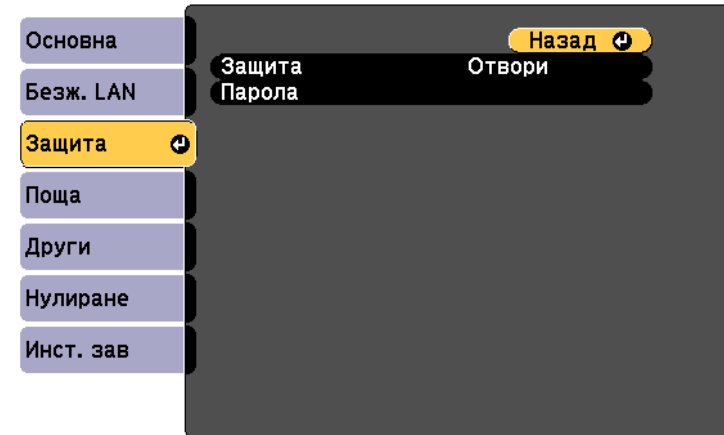 Основна
Безж. LAN
Защита
Поща
Други
Нулиране
Инст. зав
Назад
Защита Отвори
Парола